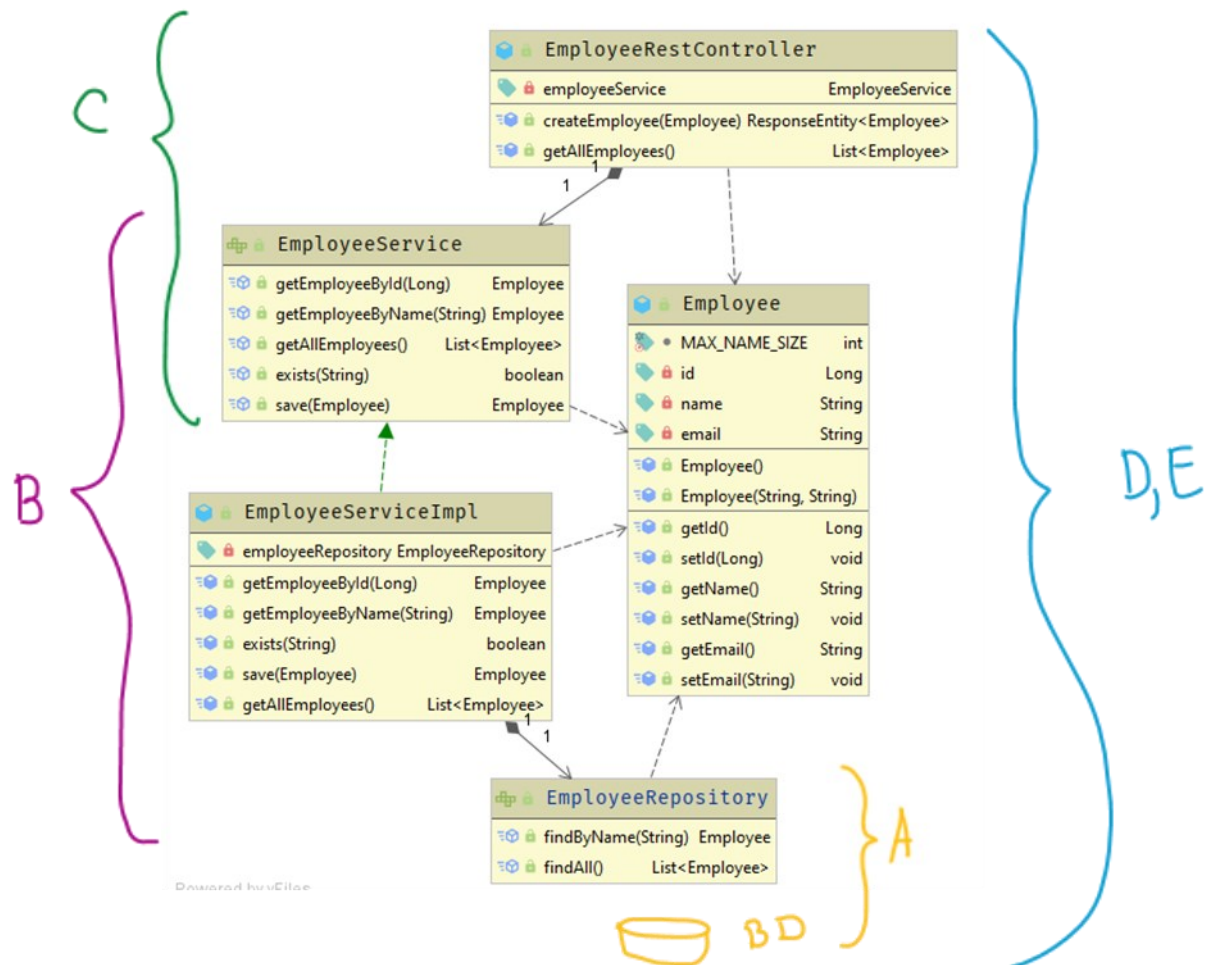 C
EmployeeRestController
employeeService EmployeeService
createEmployee(Employee) ResponseEntity<Employee>
getAllEmployees() List<Employee>
1
1
EmployeeService
getEmployeeById(Long) Employee
getEmployeeByName(String) Employee
getAllEmployees() List<Employee>
exists(String) boolean
save(Employee) Employee
Employee
MAX_NAME_SIZE int
id Long
name String
email String
Employee()
Employee(String, String)
getId() Long
setId(Long) void
getName() String
setName(String) void
getEmail() String
setEmail(String) void
B
D,E
EmployeeServiceImpl
employeeRepository EmployeeRepository
getEmployeeById(Long) Employee
getEmployeeByName(String) Employee
exists(String) boolean
save(Employee) Employee
getAllEmployees() List<Employee>
1
1
EmployeeRepository
findByName(String) Employee
findAll() List<Employee>
A
Powered by yFiles
BD